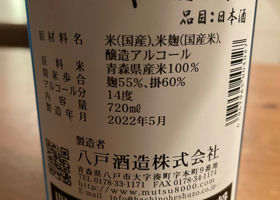 品目:日本酒
原材料名 米(国産)、米麹(国産米)、
醸造アルコール
原料米 青森県産米100%
精米歩合 麹55%、掛60%
アルコール分 14度
内容量 720㎖
製造年月 2022年5月
製造者
八戸酒造株式会社
青森県八戸市大字湊町字本町9番地
TEL 0178-33-1171 FAX 0178-34-1174
http://www.mutsu8000.com